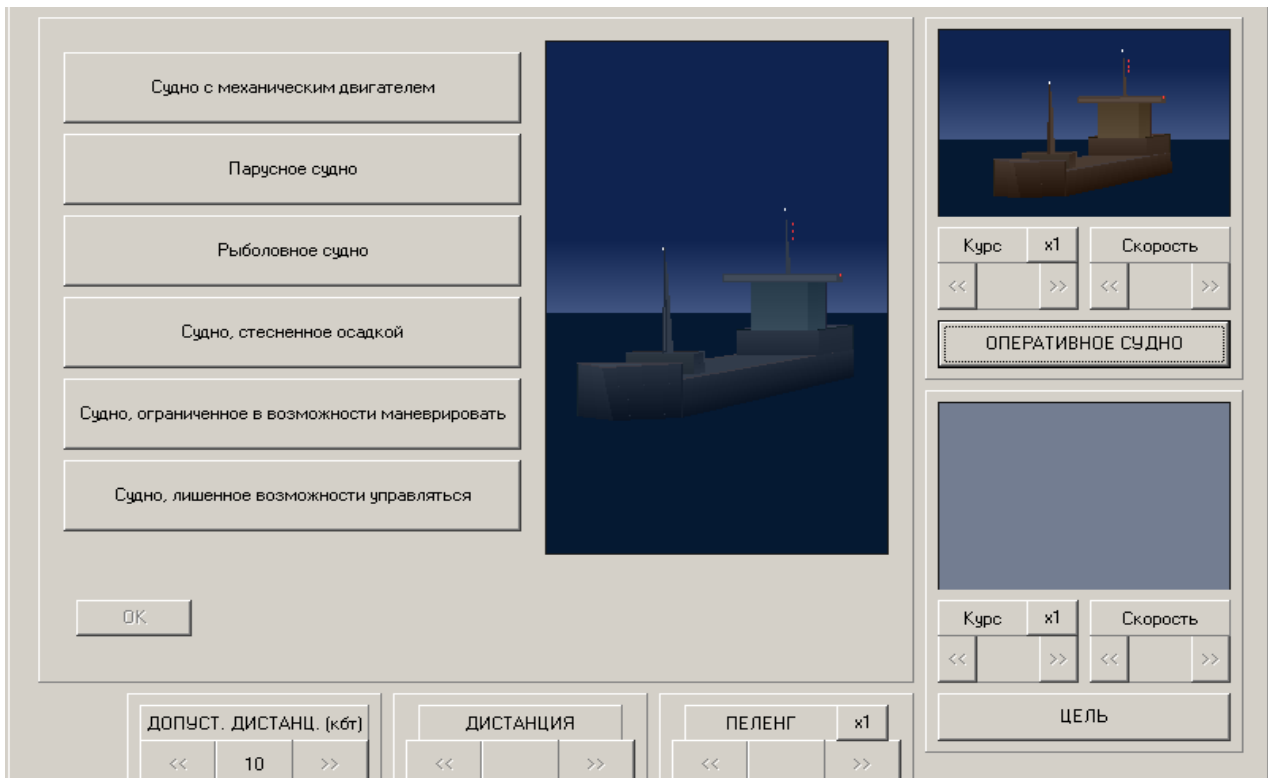 Судно с механическим двигателем
Парусное судно
Рыболовное судно
Судно, стесненное осадкой
Судно, ограниченное в возможности маневрировать
Судно, лишенное возможности управляться
OK
Курс x1 Скорость
<< >> << >>
ОПЕРАТИВНОЕ СУДНО
Курс x1 Скорость
<< >> << >>
ЦЕЛЬ
ДОПУСТ. ДИСТАНЦ. (кбт)
<< 10 >>
ДИСТАНЦИЯ
<< >>
ПЕЛЕНГ x1
<< >>